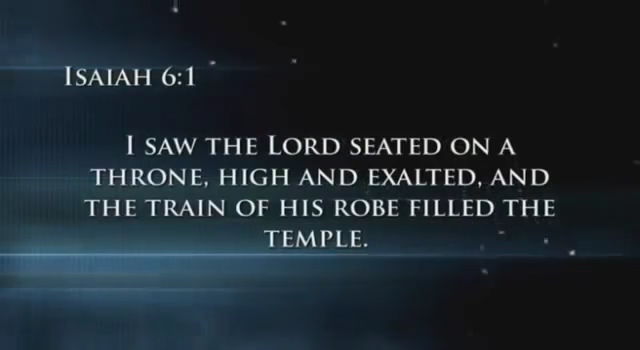 Isaiah 6:1
I saw the Lord seated on a
throne, high and exalted, and
the train of his robe filled the
temple.